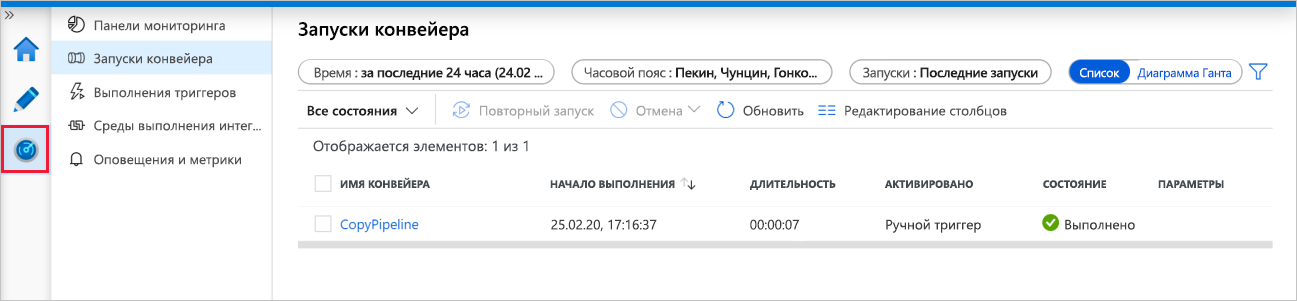 »
Панели мониторинга
Запуски конвейера
Выполнения триггеров
Среды выполнения интег...
Оповещения и метрики
Запуски конвейера
Время : за последние 24 часа (24.02 ... Часовой пояс : Пекин, Чунцин, Гонко... Запуски : Последние запуски Список Диаграмма Ганта
Все состояния Повторный запуск Отмена Обновить Редактирование столбцов
Отображается элементов: 1 из 1
ИМЯ КОНВЕЙЕРА НАЧАЛО ВЫПОЛНЕНИЯ ↑↓ ДЛИТЕЛЬНОСТЬ АКТИВИРОВАНО СОСТОЯНИЕ ПАРАМЕТРЫ
CopyPipeline 25.02.20, 17:16:37 00:00:07 Ручной триггер Выполнено